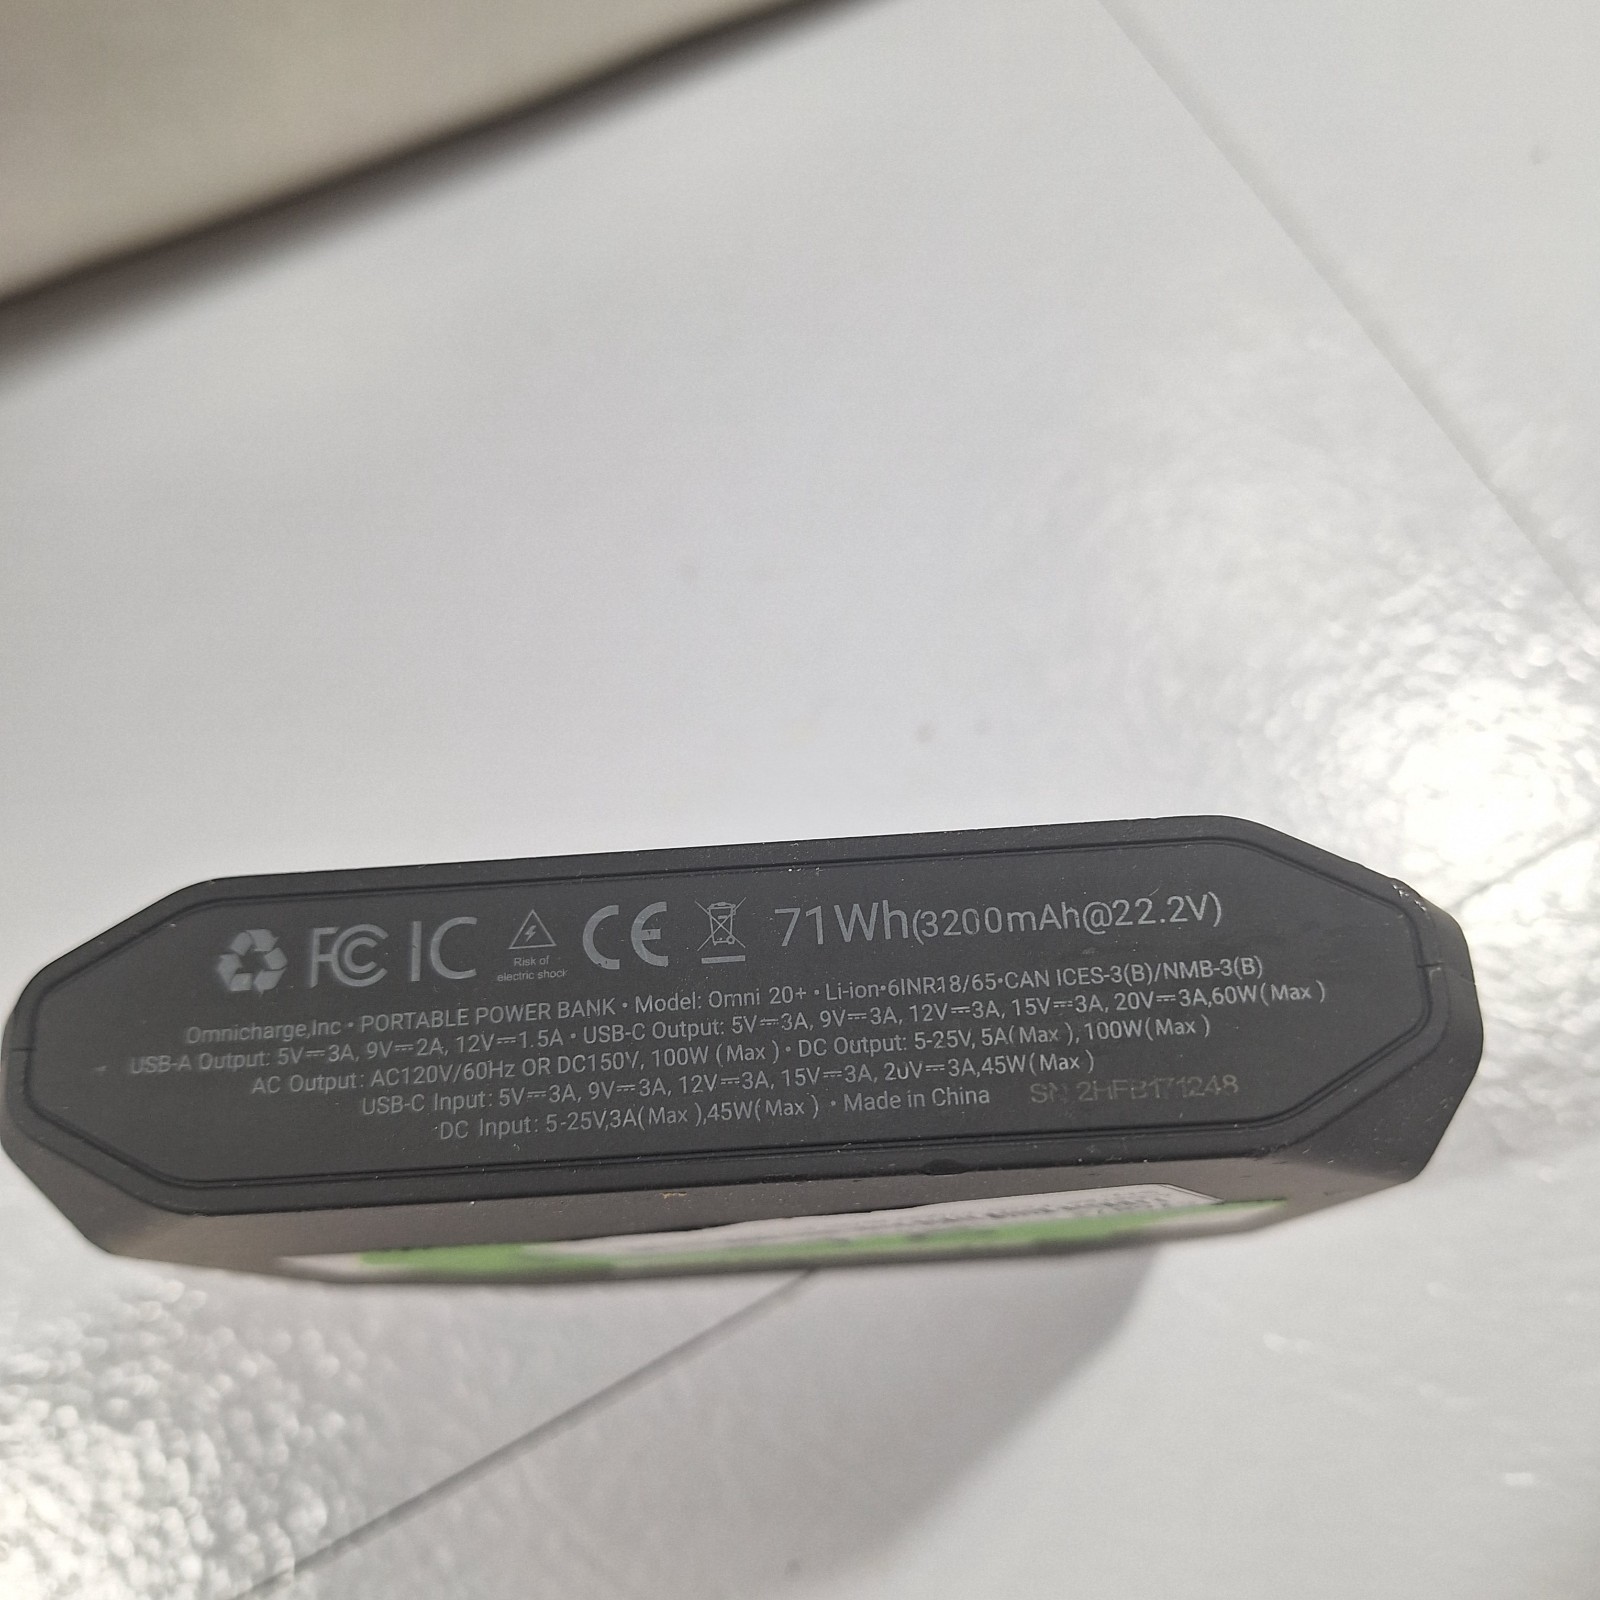 FC IC CE 71Wh(3200mAh@22.2V)
Risk of
electric shock
Omnicharge,Inc • PORTABLE POWER BANK • Model: Omni 20+ • Li-ion•6INR18/65•CAN ICES-3(B)/NMB-3(B)
USB-A Output: 5V⎓3A, 9V⎓2A, 12V⎓1.5A • USB-C Output: 5V⎓3A, 9V⎓3A, 12V⎓3A, 15V⎓3A, 20V⎓3A,60W(Max )
AC Output: AC120V/60Hz OR DC150V, 100W (Max ) • DC Output: 5-25V, 5A(Max ), 100W(Max )
USB-C Input: 5V⎓3A, 9V⎓3A, 12V⎓3A, 15V⎓3A, 20V⎓3A,45W(Max )
DC Input: 5-25V,3A(Max ),45W(Max ) • Made in China SN 2HFB171248